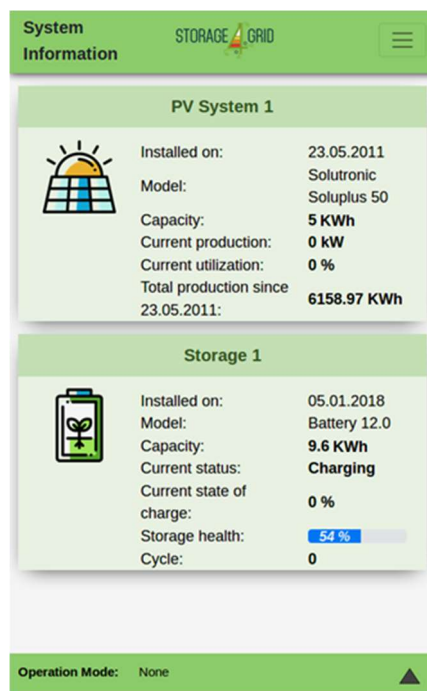 System
Information
STORAGE 4 GRID
PV System 1
Installed on: 23.05.2011
Model: Solutronic
Soluplus 50
Capacity: 5 KWh
Current production: 0 kW
Current utilization: 0 %
Total production since
23.05.2011: 6158.97 KWh
Storage 1
Installed on: 05.01.2018
Model: Battery 12.0
Capacity: 9.6 KWh
Current status: Charging
Current state of
charge: 0 %
Storage health: 54 %
Cycle: 0
Operation Mode: None